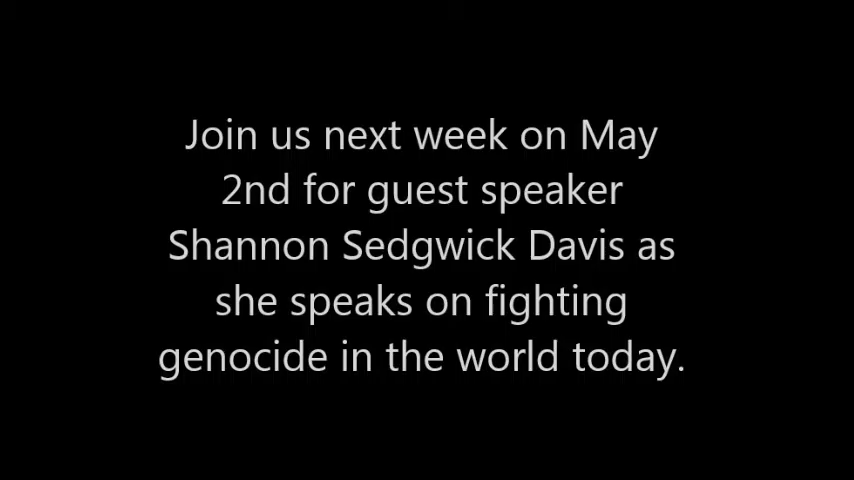 Join us next week on May
2nd for guest speaker
Shannon Sedgwick Davis as
she speaks on fighting
genocide in the world today.